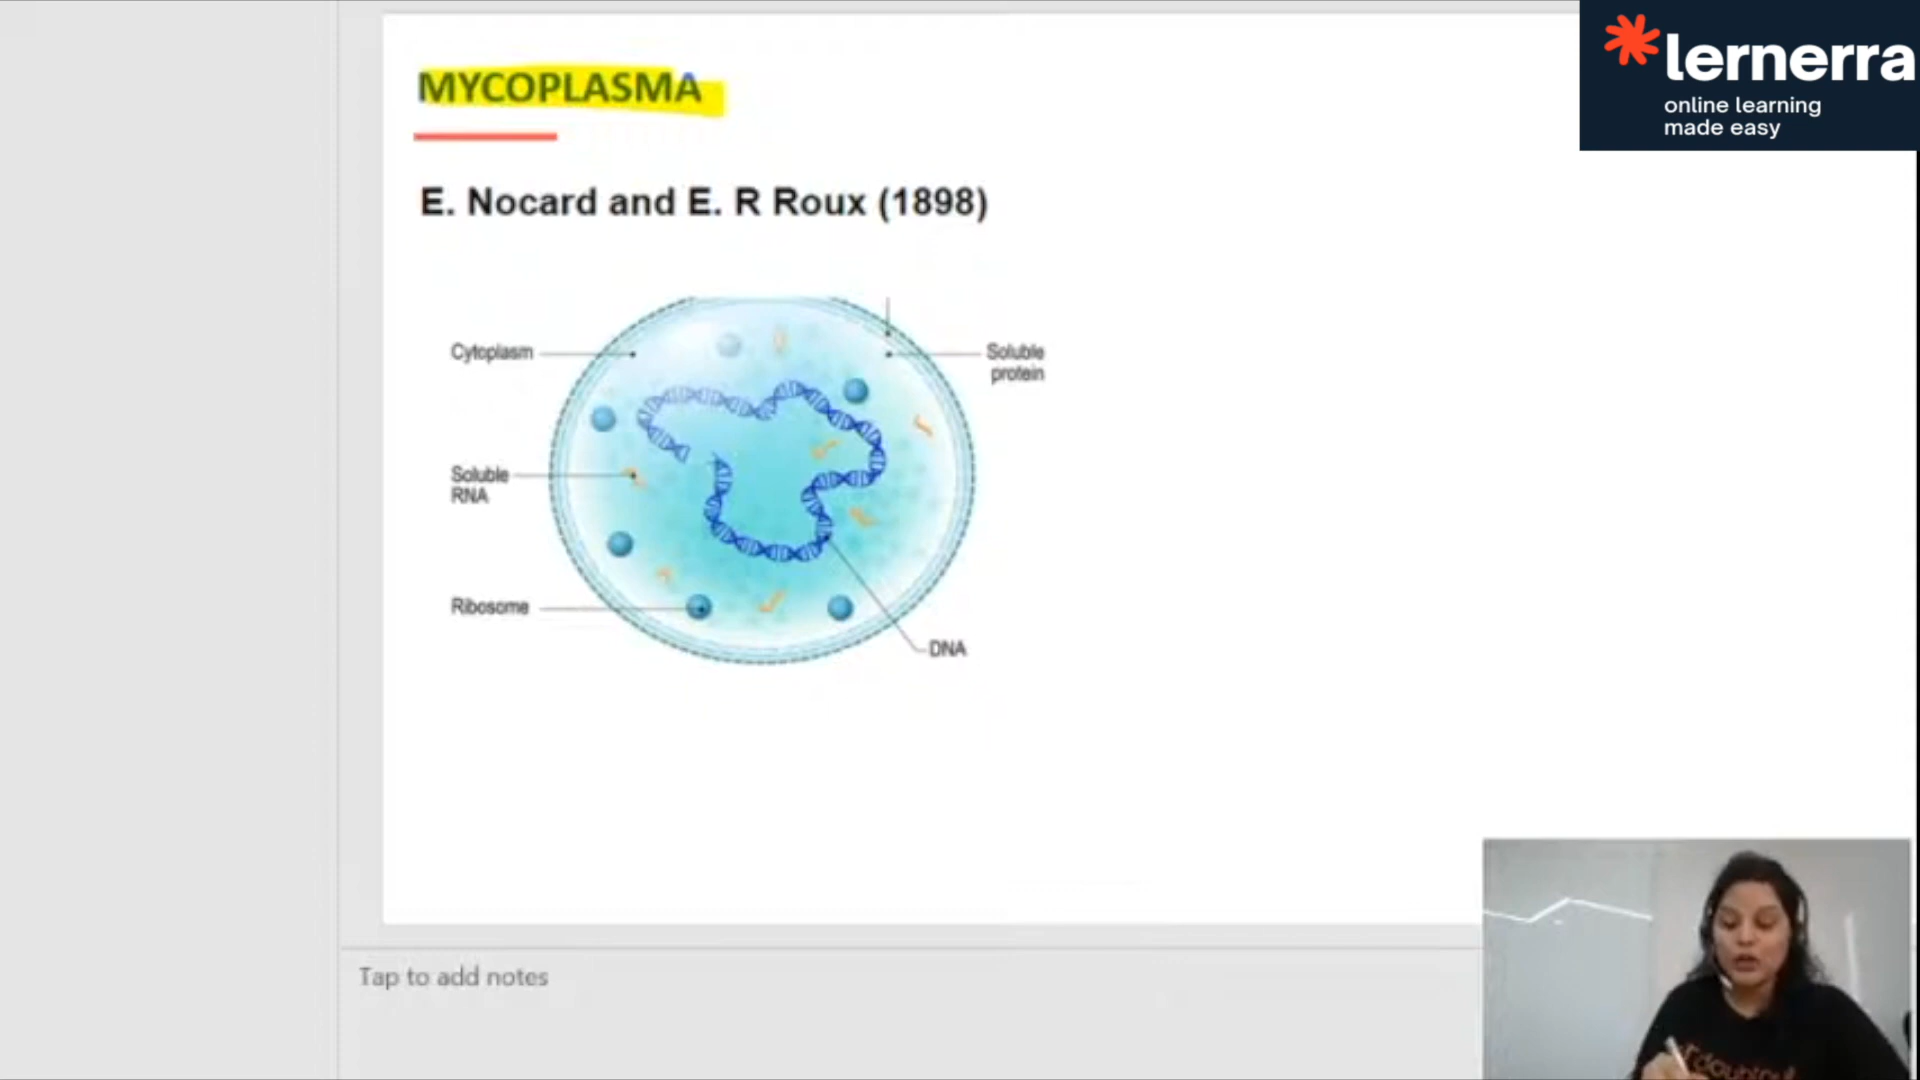 lernerra
online learning
made easy
MYCOPLASMA
E. Nocard and E. R Roux (1898)
Cytoplasm
Soluble
protein
Soluble
RNA
Ribosome
DNA
Tap to add notes